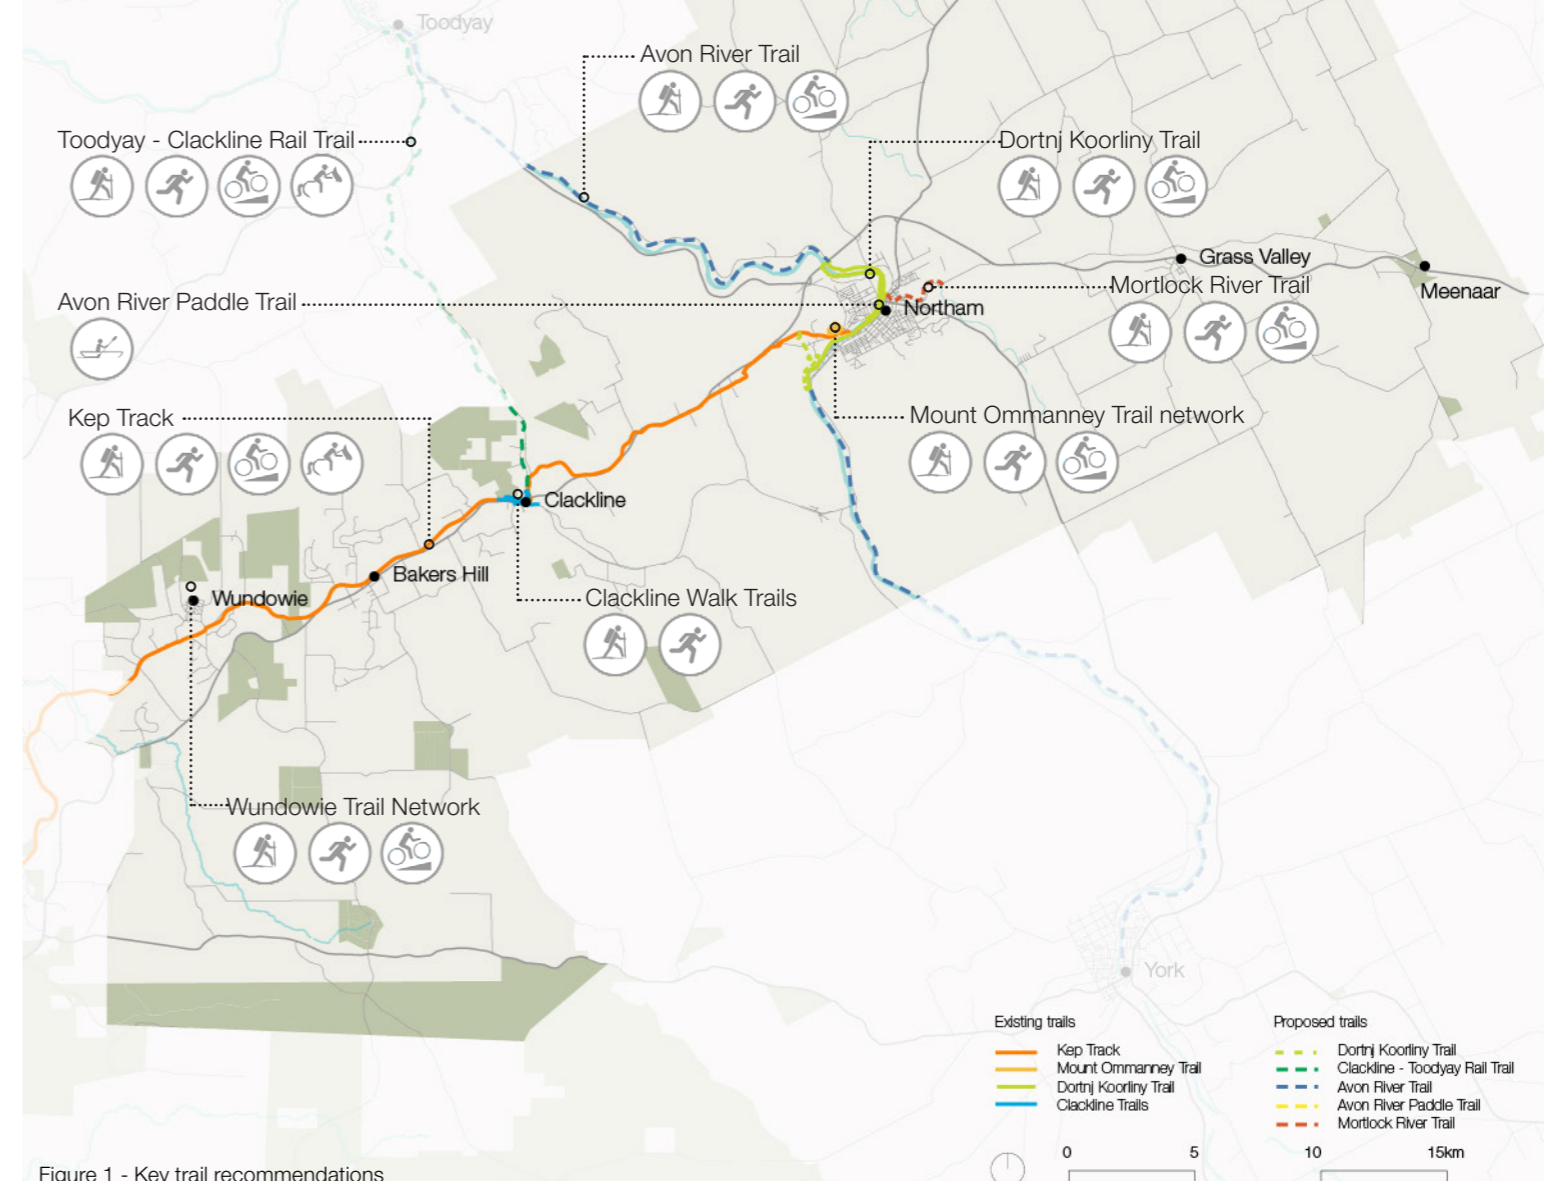 Toodyay
Avon River Trail
Toodyay - Clackline Rail Trail
Dortnj Koorliny Trail
Grass Valley
Meenaar
Mortlock River Trail
Avon River Paddle Trail
Northam
Kep Track
Mount Ommanney Trail network
Clackline
Bakers Hill
Wundowie
Clackline Walk Trails
Wundowie Trail Network
York
Existing trails
Kep Track
Mount Ommanney Trail
Dortnj Koorliny Trail
Clackline Trails
Proposed trails
Dortnj Koorliny Trail
Clackline - Toodyay Rail Trail
Avon River Trail
Avon River Paddle Trail
Mortlock River Trail
0 5 10 15km
Figure 1 - Key trail recommendations